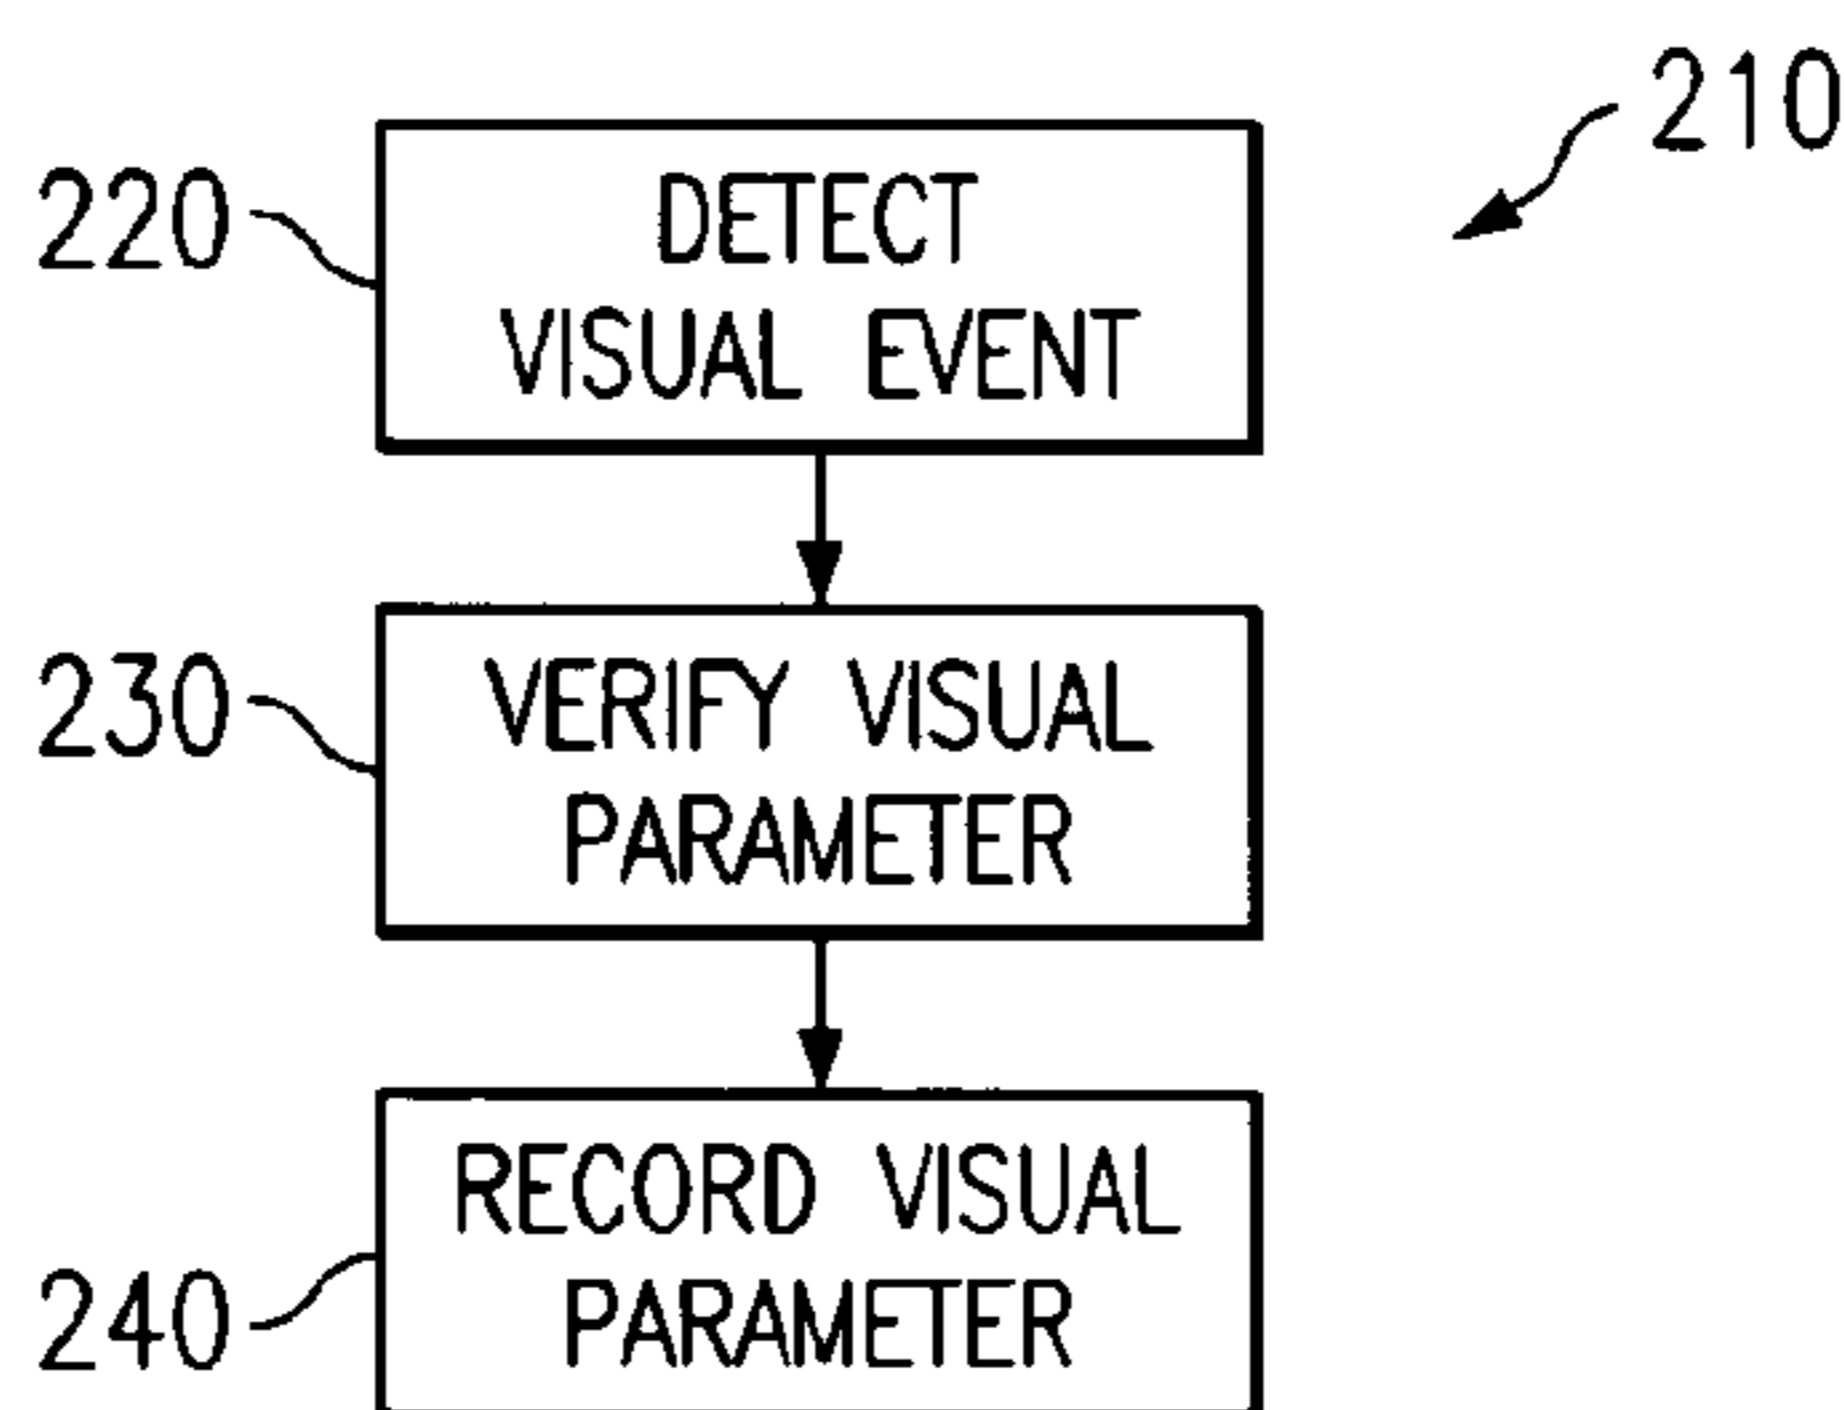 210
220
DETECT
VISUAL EVENT
230
VERIFY VISUAL
PARAMETER
RECORD VISUAL
240
PARAMETER